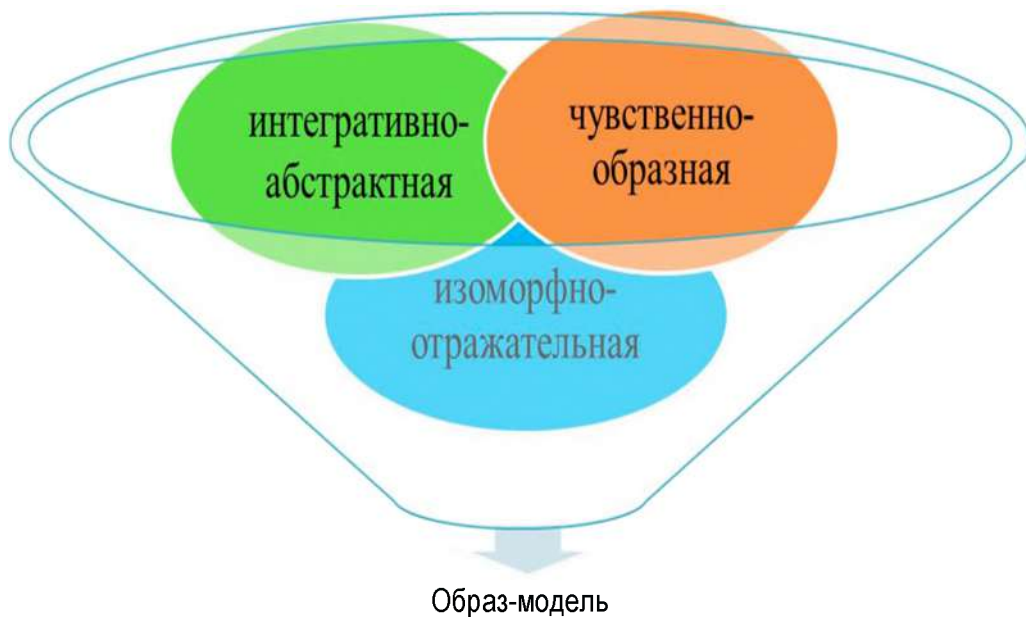 интегративно-
абстрактная
чувственно-
образная
изоморфно-
отражательная
Образ-модель